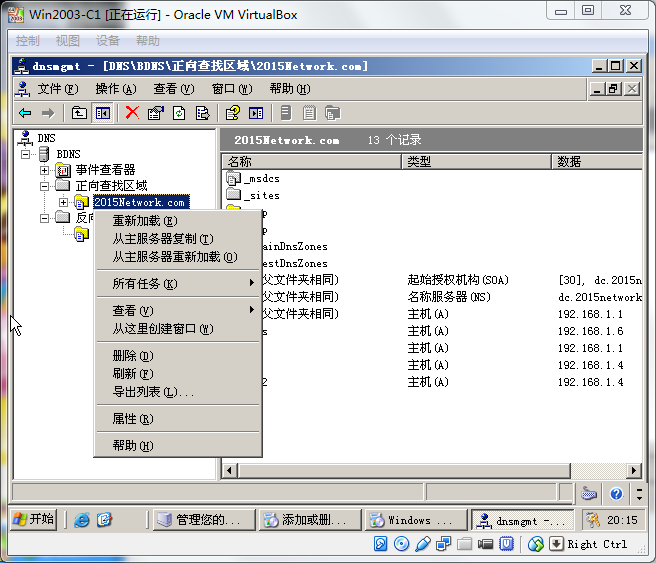 Win2003-C1 [正在运行] - Oracle VM VirtualBox
控制 视图 设备 帮助
dnsmgmt - [DNS\BDNS\正向查找区域\2015Network.com]
文件(F) 操作(A) 查看(V) 窗口(W) 帮助(H)
DNS
BDNS
事件查看器
正向查找区域
2015Network.com
反向
2015Network.com 13 个记录
名称 类型 数据
_msdcs
_sites
p
p
ainDnsZones
estDnsZones
父文件夹相同) 起始授权机构(SOA) [30], dc.2015n
父文件夹相同) 名称服务器(NS) dc.2015network
父文件夹相同) 主机(A) 192.168.1.1
s 主机(A) 192.168.1.6
主机(A) 192.168.1.1
主机(A) 192.168.1.4
2 主机(A) 192.168.1.4
重新加载(E)
从主服务器复制(T)
从主服务器重新加载(O)
所有任务(K)
查看(V)
从这里创建窗口(W)
删除(D)
刷新(F)
导出列表(L)...
属性(R)
帮助(H)
开始 管理您的... 添加或删... Windows ... dnsmgmt -... 20:15
Right Ctrl